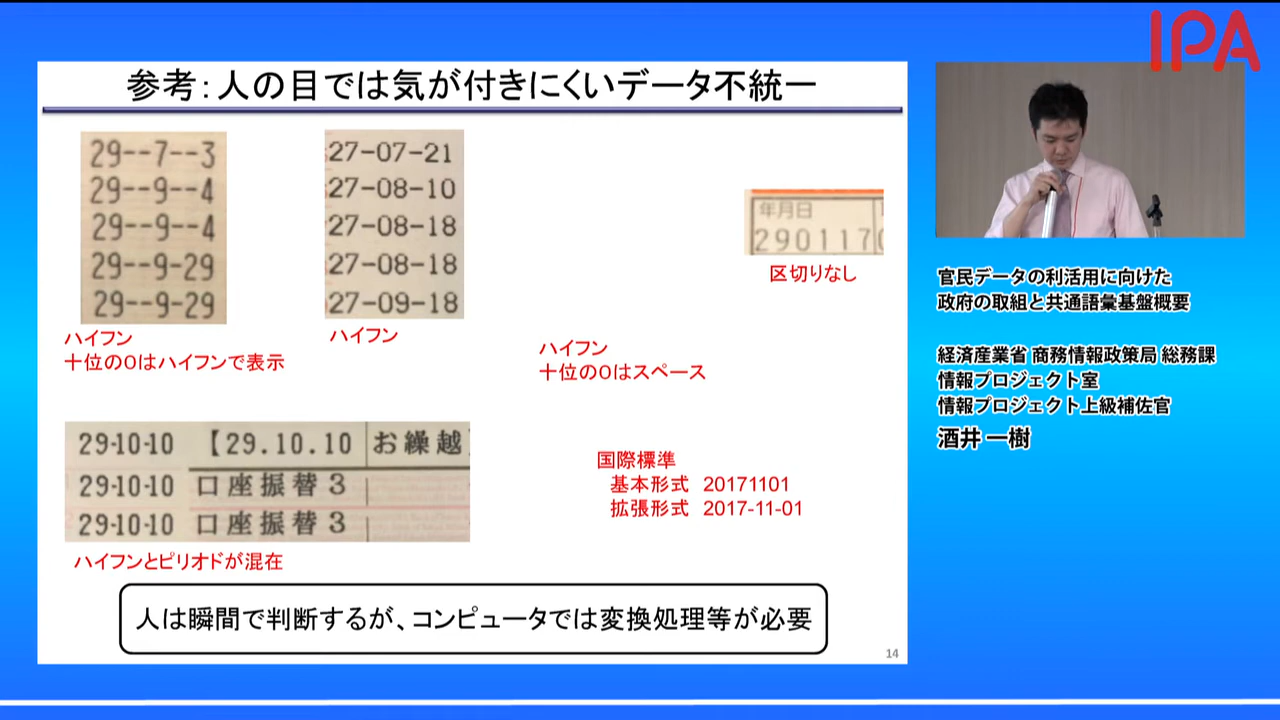 IPA
参考：人の目では気が付きにくいデータ不統一
29--7--3
29--9--4
29--9--4
29--9-29
29--9-29
ハイフン
十位の0はハイフンで表示
27-07-21
27-08-10
27-08-18
27-08-18
27-09-18
ハイフン
ハイフン
十位の0はスペース
年月日
290117
区切りなし
29-10-10 【29.10.10 お繰越
29-10-10 口座振替3
29-10-10 口座振替3
ハイフンとピリオドが混在
国際標準
基本形式 20171101
拡張形式 2017-11-01
人は瞬間で判断するが、コンピュータでは変換処理等が必要
14
官民データの利活用に向けた
政府の取組と共通語彙基盤概要
経済産業省 商務情報政策局 総務課
情報プロジェクト室
情報プロジェクト上級補佐官
酒井 一樹